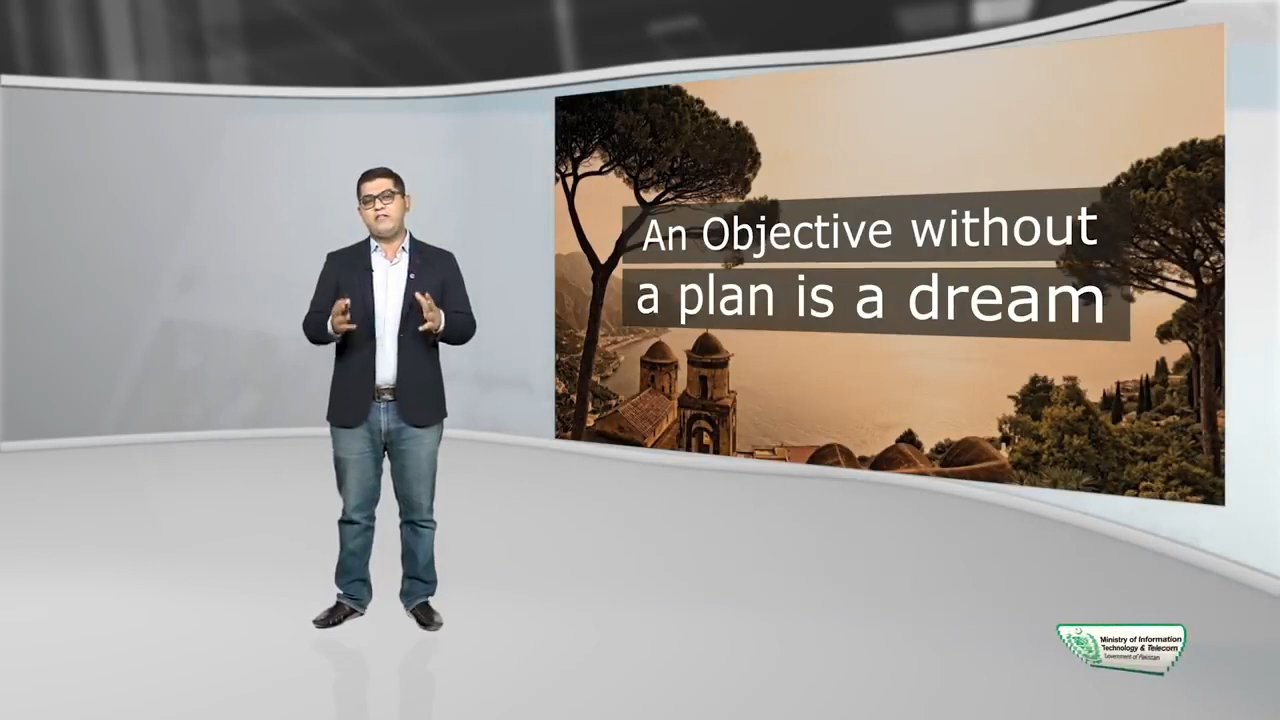 An Objective without
a plan is a dream
Ministry of Information
Technology & Telecom
Government of Pakistan